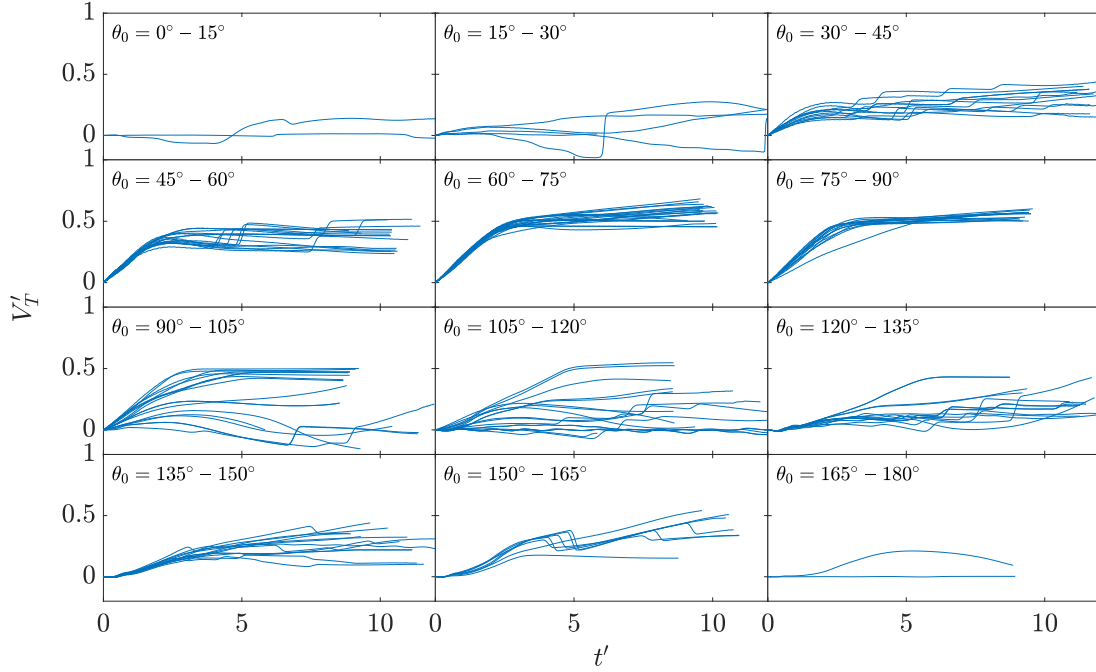 1
θ₀ = 0° − 15°
θ₀ = 15° − 30°
θ₀ = 30° − 45°
0.5
0
1
θ₀ = 45° − 60°
θ₀ = 60° − 75°
θ₀ = 75° − 90°
0.5
0
V′_T
1
θ₀ = 90° − 105°
θ₀ = 105° − 120°
θ₀ = 120° − 135°
0.5
0
1
θ₀ = 135° − 150°
θ₀ = 150° − 165°
θ₀ = 165° − 180°
0.5
0
0 5 10 0 5 10 0 5 10
t′